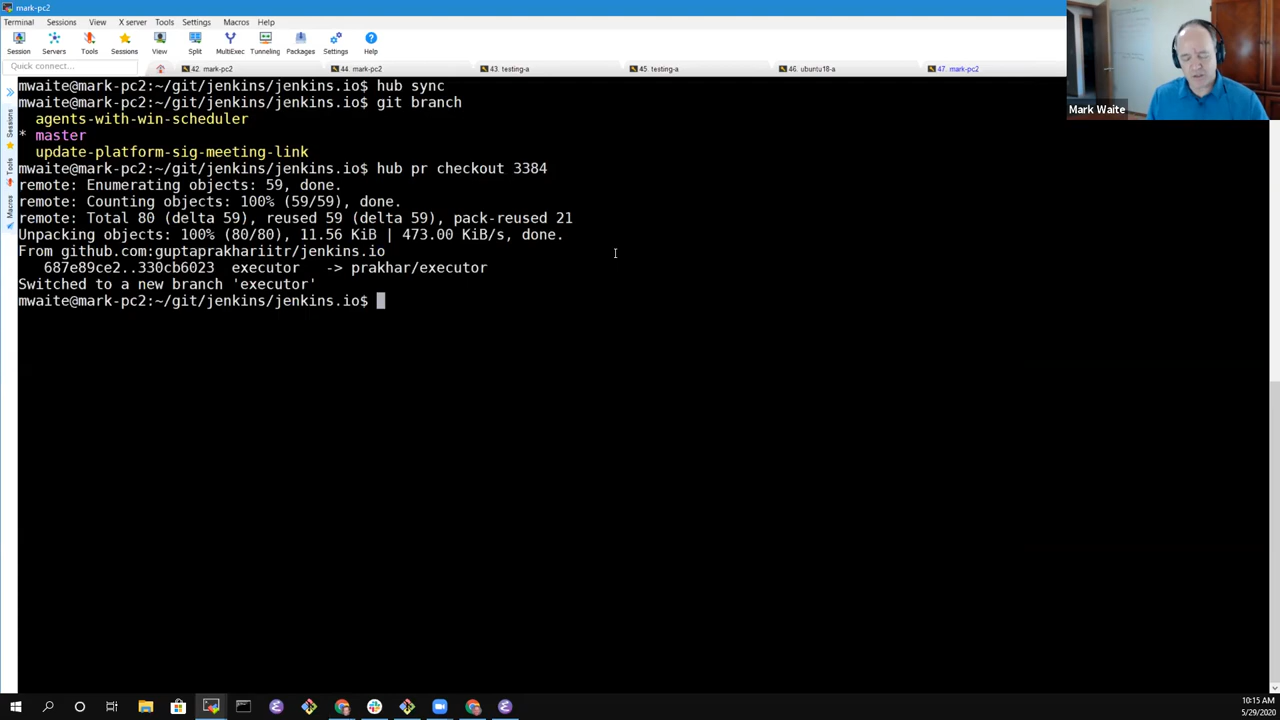 mark-pc2
Terminal Sessions View X server Tools Settings Macros Help
Session Servers Tools Sessions View Split MultiExec Tunneling Packages Settings Help
Quick connect...
42. mark-pc2 44. mark-pc2 43. testing-a 45. testing-a 46. ubuntu18-a 47. mark-pc2
Sessions
Tools
Macros
mwaite@mark-pc2:~/git/jenkins/jenkins.io$ hub sync
mwaite@mark-pc2:~/git/jenkins/jenkins.io$ git branch
agents-with-win-scheduler
* master
update-platform-sig-meeting-link
mwaite@mark-pc2:~/git/jenkins/jenkins.io$ hub pr checkout 3384
remote: Enumerating objects: 59, done.
remote: Counting objects: 100% (59/59), done.
remote: Total 80 (delta 59), reused 59 (delta 59), pack-reused 21
Unpacking objects: 100% (80/80), 11.56 KiB | 473.00 KiB/s, done.
From github.com:guptaprakhariitr/jenkins.io
687e89ce2..330cb6023 executor -> prakhar/executor
Switched to a new branch 'executor'
mwaite@mark-pc2:~/git/jenkins/jenkins.io$
Mark Waite
10:15 AM
5/29/2020